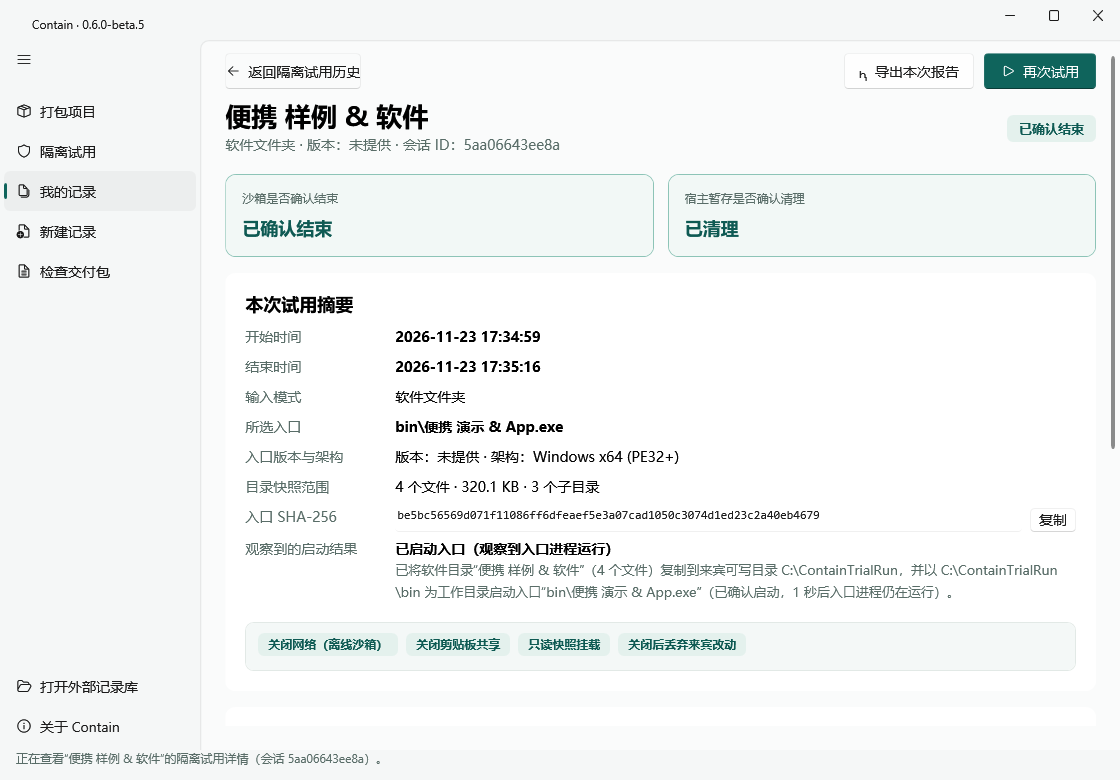 Contain · 0.6.0-beta.5
打包项目
隔离试用
我的记录
新建记录
检查交付包
打开外部记录库
关于 Contain
返回隔离试用历史
导出本次报告
再次试用
便携 样例 & 软件
软件文件夹 · 版本：未提供 · 会话 ID：5aa06643ee8a
已确认结束
沙箱是否确认结束
已确认结束
宿主暂存是否确认清理
已清理
本次试用摘要
开始时间 2026-11-23 17:34:59
结束时间 2026-11-23 17:35:16
输入模式 软件文件夹
所选入口 bin\便携 演示 & App.exe
入口版本与架构 版本：未提供 · 架构：Windows x64 (PE32+)
目录快照范围 4 个文件 · 320.1 KB · 3 个子目录
入口 SHA-256 be5bc56569d071f11086ff6dfeaef5e3a07cad1050c3074d1ed23c2a40eb4679 复制
观察到的启动结果 已启动入口（观察到入口进程运行）
已将软件目录“便携 样例 & 软件”（4 个文件）复制到来宾可写目录 C:\ContainTrialRun，并以 C:\ContainTrialRun
\bin 为工作目录启动入口“bin\便携 演示 & App.exe”（已确认启动，1 秒后入口进程仍在运行）。
关闭网络（离线沙箱） 关闭剪贴板共享 只读快照挂载 关闭后丢弃来宾改动
正在查看“便携 样例 & 软件”的隔离试用详情（会话 5aa06643ee8a）。